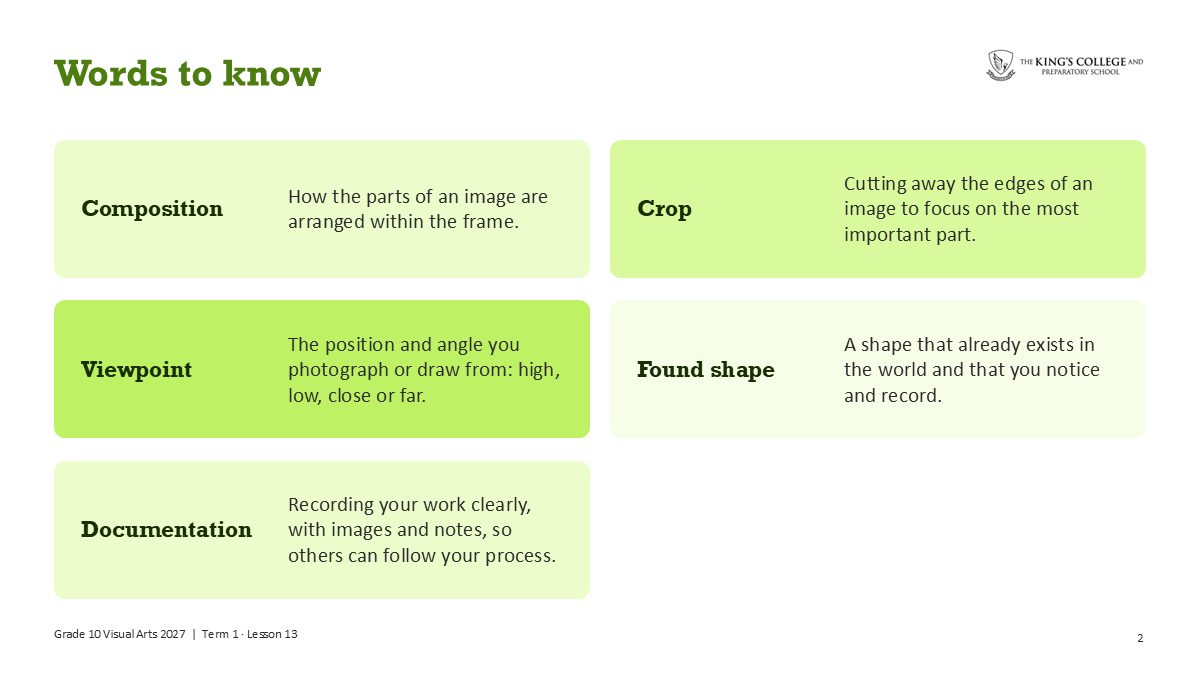 Words to know
THE KING'S COLLEGE AND
PREPARATORY SCHOOL
Composition
How the parts of an image are
arranged within the frame.
Crop
Cutting away the edges of an
image to focus on the most
important part.
Viewpoint
The position and angle you
photograph or draw from: high,
low, close or far.
Found shape
A shape that already exists in
the world and that you notice
and record.
Documentation
Recording your work clearly,
with images and notes, so
others can follow your process.
Grade 10 Visual Arts 2027 | Term 1 · Lesson 13
2